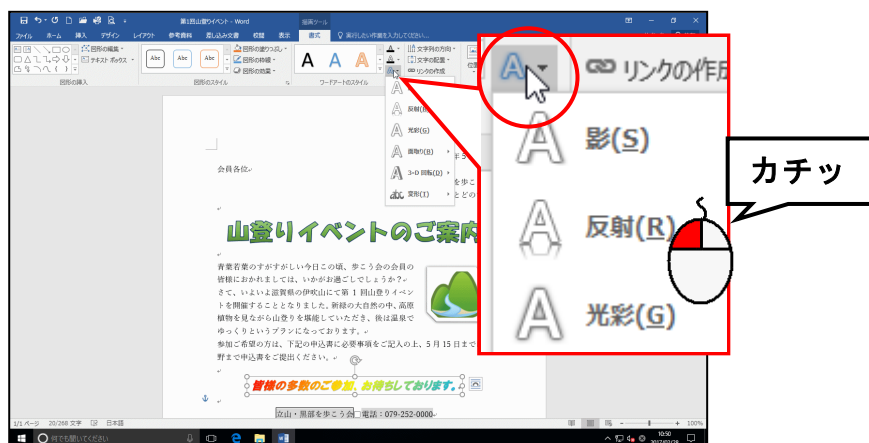 第1回山登りイベント - Word
描画ツール
ファイル ホーム 挿入 デザイン レイアウト 参考資料 差し込み文書 校閲 表示 書式 実行したい作業を入力してください...
図形の編集
テキスト ボックス
Abc Abc Abc
図形の塗りつぶし
図形の枠線
図形の効果
A A A
文字列の方向
文字の配置
リンクの作成
図形の挿入 図形のスタイル ワードアートのスタイル
反射(R)
光彩(G)
面取り(B)
3-D 回転(D)
変形(T)
リンクの作成
影(S)
反射(R)
光彩(G)
カチッ
会員各位
山登りイベントのご案内
青葉若葉のすがすがしい今日この頃、歩こう会の会員の
皆様におかれましては、いかがお過ごしでしょうか？
さて、いよいよ滋賀県の伊吹山にて第 1 回山登りイベン
トを開催することとなりました。新緑の大自然の中、高原
植物を見ながら山登りを堪能していただき、後は温泉で
ゆっくりというプランになっております。
参加ご希望の方は、下記の申込書に必要事項をご記入の上、5 月 15 日まで
野まで申込書をご提出ください。
皆様の多数のご参加、お待ちしております。
立山・黒部を歩こう会 電話：079-252-0000
1/1 ページ 20/268 文字 日本語 100%
何でも聞いてください
10:50